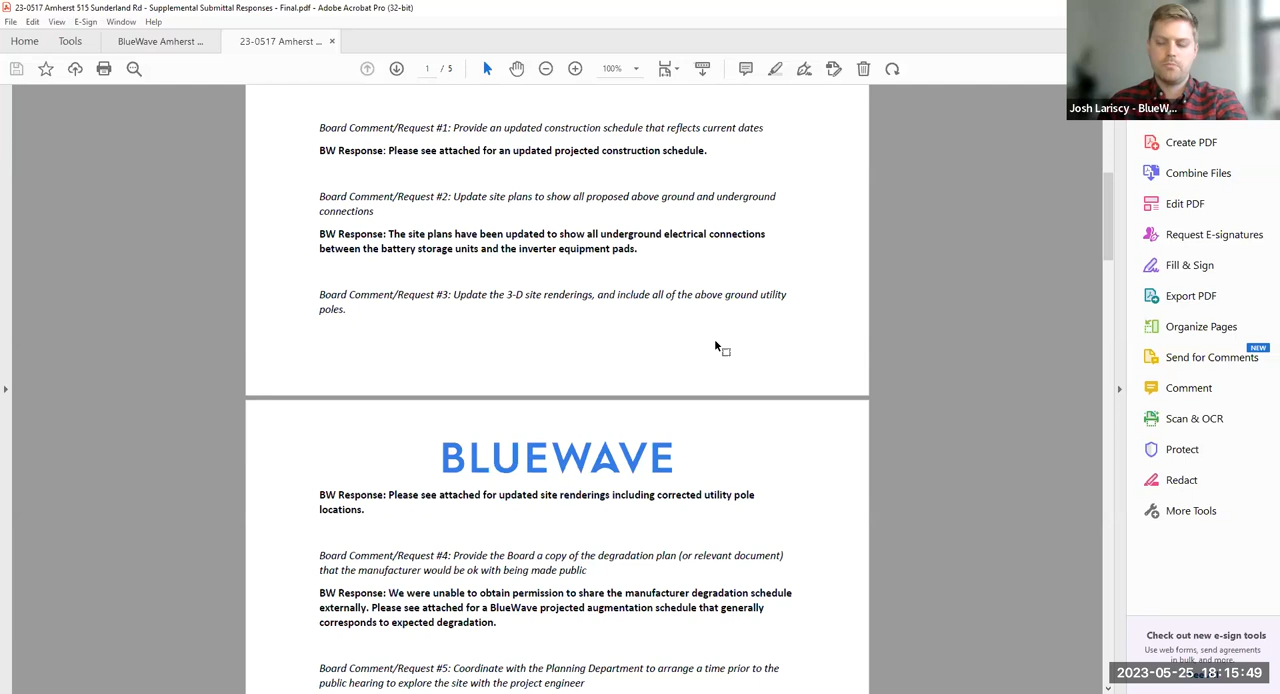 23-0517 Amherst 515 Sunderland Rd - Supplemental Submittal Responses - Final.pdf - Adobe Acrobat Pro (32-bit)
File Edit View E-Sign Window Help
Home Tools BlueWave Amherst ... 23-0517 Amherst ... ×
1 / 5 100%
Josh Lariscy - BlueW...
Board Comment/Request #1: Provide an updated construction schedule that reflects current dates
BW Response: Please see attached for an updated projected construction schedule.
Board Comment/Request #2: Update site plans to show all proposed above ground and underground
connections
BW Response: The site plans have been updated to show all underground electrical connections
between the battery storage units and the inverter equipment pads.
Board Comment/Request #3: Update the 3-D site renderings, and include all of the above ground utility
poles.
BLUEWAVE
BW Response: Please see attached for updated site renderings including corrected utility pole
locations.
Board Comment/Request #4: Provide the Board a copy of the degradation plan (or relevant document)
that the manufacturer would be ok with being made public
BW Response: We were unable to obtain permission to share the manufacturer degradation schedule
externally. Please see attached for a BlueWave projected augmentation schedule that generally
corresponds to expected degradation.
Board Comment/Request #5: Coordinate with the Planning Department to arrange a time prior to the
public hearing to explore the site with the project engineer
Create PDF
Combine Files
Edit PDF
Request E-signatures
Fill & Sign
Export PDF
Organize Pages
NEW
Send for Comments
Comment
Scan & OCR
Protect
Redact
More Tools
Check out new e-sign tools
Use web forms, send agreements
in bulk, and more.
2023-05-25 18:15:49